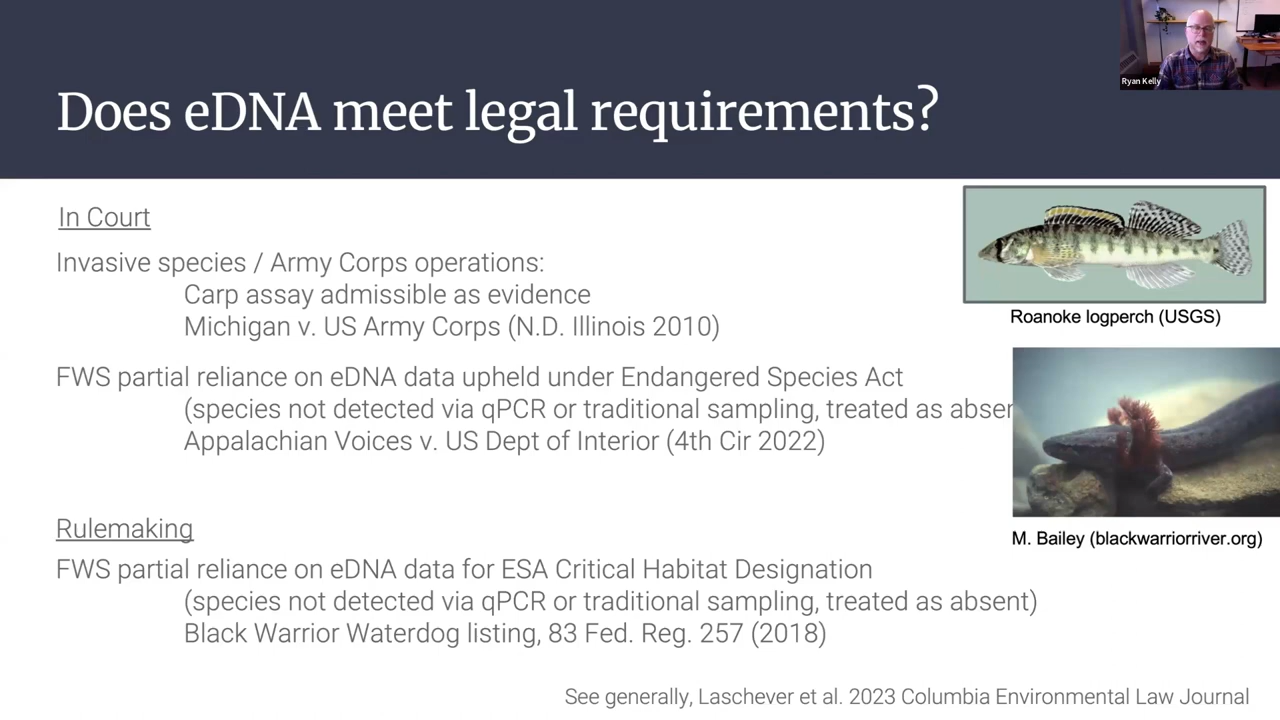 Ryan Kelly
Does eDNA meet legal requirements?
In Court
Invasive species / Army Corps operations:
Carp assay admissible as evidence
Michigan v. US Army Corps (N.D. Illinois 2010)
FWS partial reliance on eDNA data upheld under Endangered Species Act
(species not detected via qPCR or traditional sampling, treated as absen
Appalachian Voices v. US Dept of Interior (4th Cir 2022)
Roanoke logperch (USGS)
M. Bailey (blackwarriorriver.org)
Rulemaking
FWS partial reliance on eDNA data for ESA Critical Habitat Designation
(species not detected via qPCR or traditional sampling, treated as absent)
Black Warrior Waterdog listing, 83 Fed. Reg. 257 (2018)
See generally, Laschever et al. 2023 Columbia Environmental Law Journal